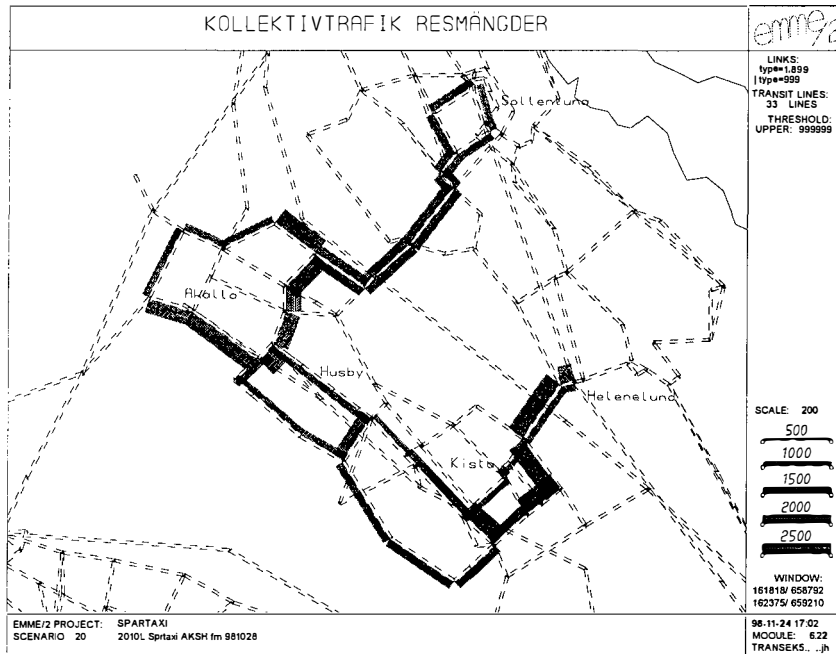 KOLLEKTIVTRAFIK RESMÄNGDER
emme/2
LINKS:
type=1,899
| type=999
TRANSIT LINES:
33 LINES
THRESHOLD:
UPPER: 999999
Sollentuna
Akalla
Husby
Helenelund
Kista
SCALE: 200
500
1000
1500
2000
2500
WINDOW:
161818/ 658792
162375/ 659210
EMME/2 PROJECT: SPARTAXI
SCENARIO 20 2010L Sprtaxi AKSH fm 981028
98-11-24 17:02
MODULE: 6.22
TRANSEKS.. ..jh